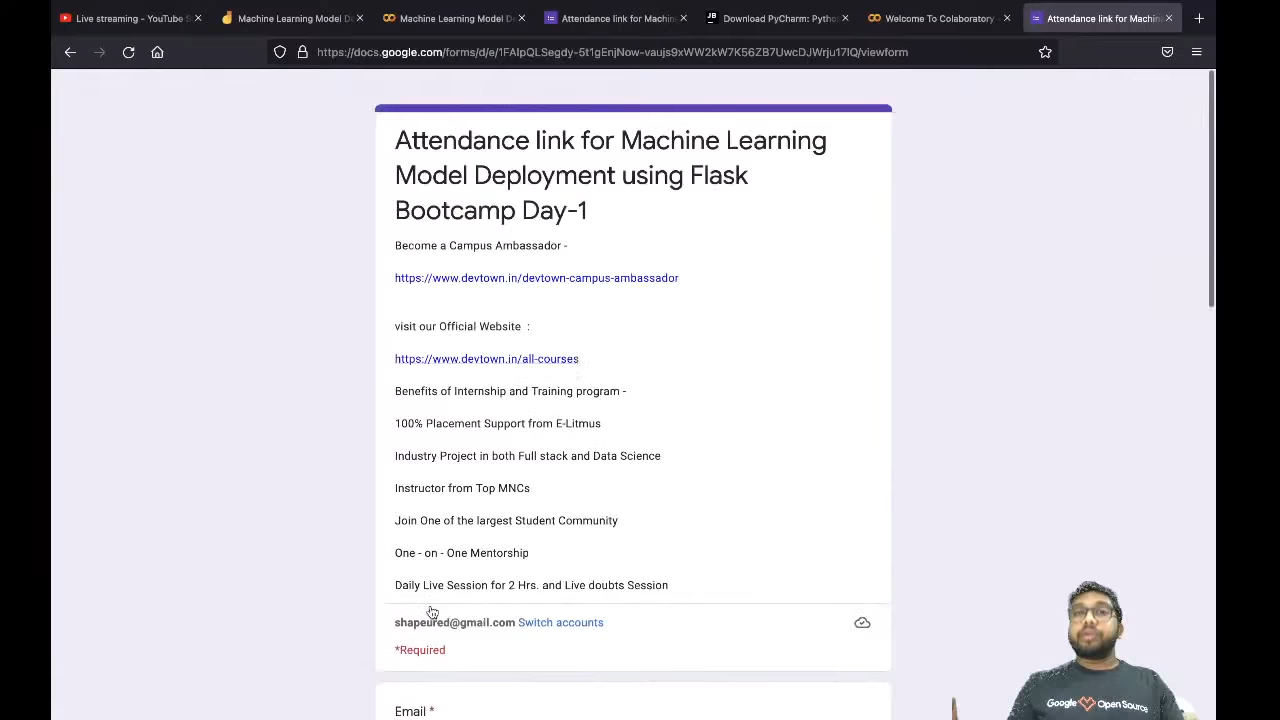 Live streaming - YouTube S
Machine Learning Model De
Machine Learning Model De
Attendance link for Machin
Download PyCharm: Pytho
Welcome To Colaboratory -
Attendance link for Machin
https://docs.google.com/forms/d/e/1FAIpQLSegdy-5t1gEnjNow-vaujs9xWW2kW7K56ZB7UwcDJWrju17IQ/viewform
Attendance link for Machine Learning
Model Deployment using Flask
Bootcamp Day-1
Become a Campus Ambassador -
https://www.devtown.in/devtown-campus-ambassador
visit our Official Website :
https://www.devtown.in/all-courses
Benefits of Internship and Training program -
100% Placement Support from E-Litmus
Industry Project in both Full stack and Data Science
Instructor from Top MNCs
Join One of the largest Student Community
One - on - One Mentorship
Daily Live Session for 2 Hrs. and Live doubts Session
shapeured@gmail.com Switch accounts
*Required
Email *
Google Open Source